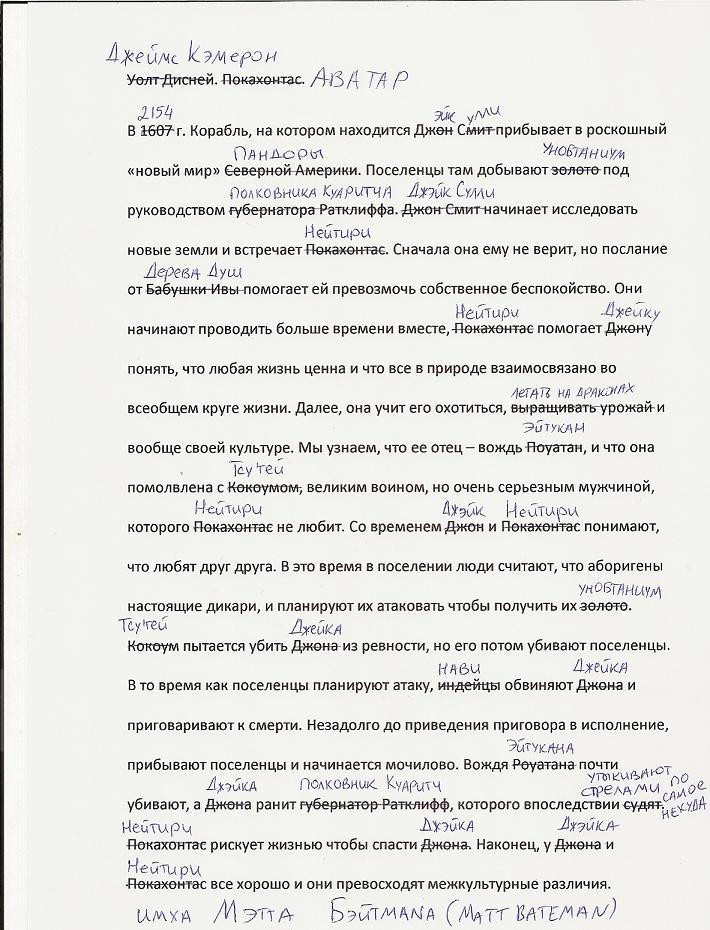 Джеймс Кэмерон
Уолт Дисней. Покахонтас. АВАТАР
2154 эйк улли
В 1607 г. Корабль, на котором находится Джон Смит прибывает в роскошный
ПАНДОРЫ УНОБТАНИУМ
«новый мир» Северной Америки. Поселенцы там добывают золото под
ПОЛКОВНИКА КУАРИТЧА ДЖЭЙК СУЛЛИ
руководством губернатора Ратклиффа. Джон Смит начинает исследовать
Нейтири
новые земли и встречает Покахонтас. Сначала она ему не верит, но послание
Дерева Душ
от Бабушки Ивы помогает ей превозмочь собственное беспокойство. Они
Нейтири Джейку
начинают проводить больше времени вместе, Покахонтас помогает Джону
понять, что любая жизнь ценна и что все в природе взаимосвязано во
ЛЕТАТЬ НА ДРАКОНАХ
всеобщем круге жизни. Далее, она учит его охотиться, выращивать урожай и
ЭЙТУКАН
вообще своей культуре. Мы узнаем, что ее отец – вождь Поуатан, и что она
Тсу'тей
помолвлена с Кокоумом, великим воином, но очень серьезным мужчиной,
Нейтири Джэйк Нейтири
которого Покахонтас не любит. Со временем Джон и Покахонтас понимают,
что любят друг друга. В это время в поселении люди считают, что аборигены
УНОБТАНИУМ
настоящие дикари, и планируют их атаковать чтобы получить их золото.
Тсу'тей Джейка
Кокоум пытается убить Джона из ревности, но его потом убивают поселенцы.
НАВИ Джейка
В то время как поселенцы планируют атаку, индейцы обвиняют Джона и
приговаривают к смерти. Незадолго до приведения приговора в исполнение,
ЭЙТУКАНА
прибывают поселенцы и начинается мочилово. Вождя Роуатана почти
Джэйка ПОЛКОВНИК КУАРИТЧ УТЫКИВАЮТ СТРЕЛАМИ ПО САМОЕ НЕКУДА
убивают, а Джона ранит губернатор Ратклифф, которого впоследствии судят.
Нейтири Джэйка Джэйка
Покахонтас рискует жизнью чтобы спасти Джона. Наконец, у Джона и
Нейтири
Покахонтас все хорошо и они превосходят межкультурные различия.
ИМХА МЭТТА БЭЙТМАНА (MATT BATEMAN)